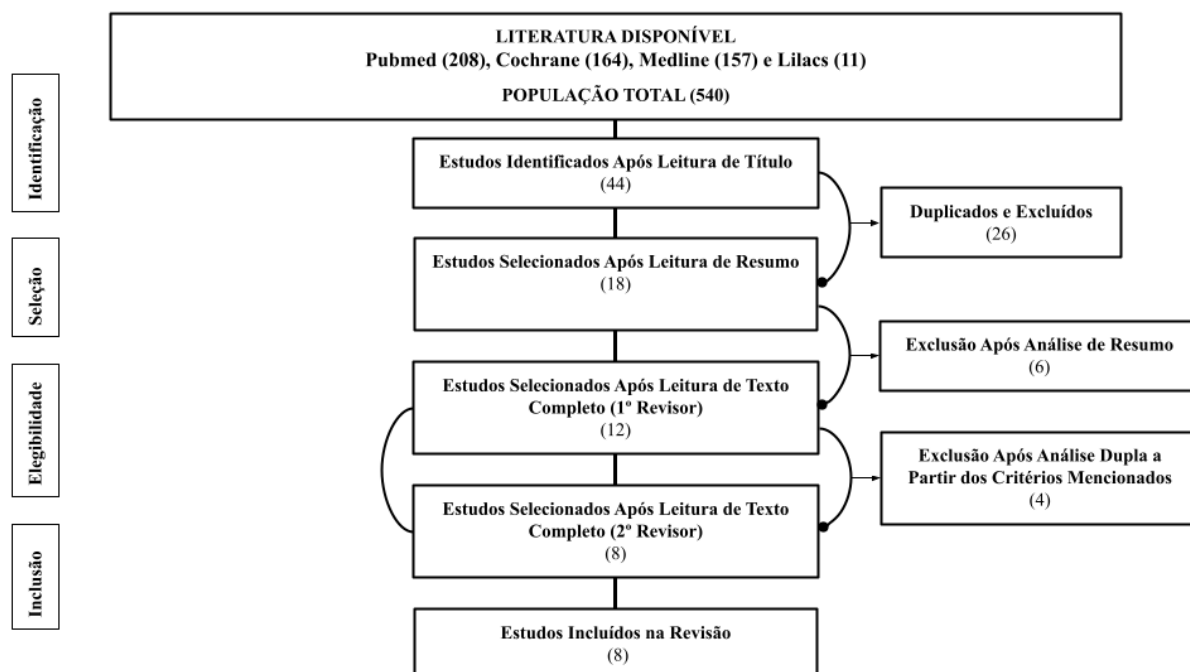 LITERATURA DISPONÍVEL
Pubmed (208), Cochrane (164), Medline (157) e Lilacs (11)
POPULAÇÃO TOTAL (540)
Identificação
Estudos Identificados Após Leitura de Título
(44)
Duplicados e Excluídos
(26)
Seleção
Estudos Selecionados Após Leitura de Resumo
(18)
Exclusão Após Análise de Resumo
(6)
Elegibilidade
Estudos Selecionados Após Leitura de Texto
Completo (1º Revisor)
(12)
Exclusão Após Análise Dupla a
Partir dos Critérios Mencionados
(4)
Estudos Selecionados Após Leitura de Texto
Completo (2º Revisor)
(8)
Inclusão
Estudos Incluídos na Revisão
(8)